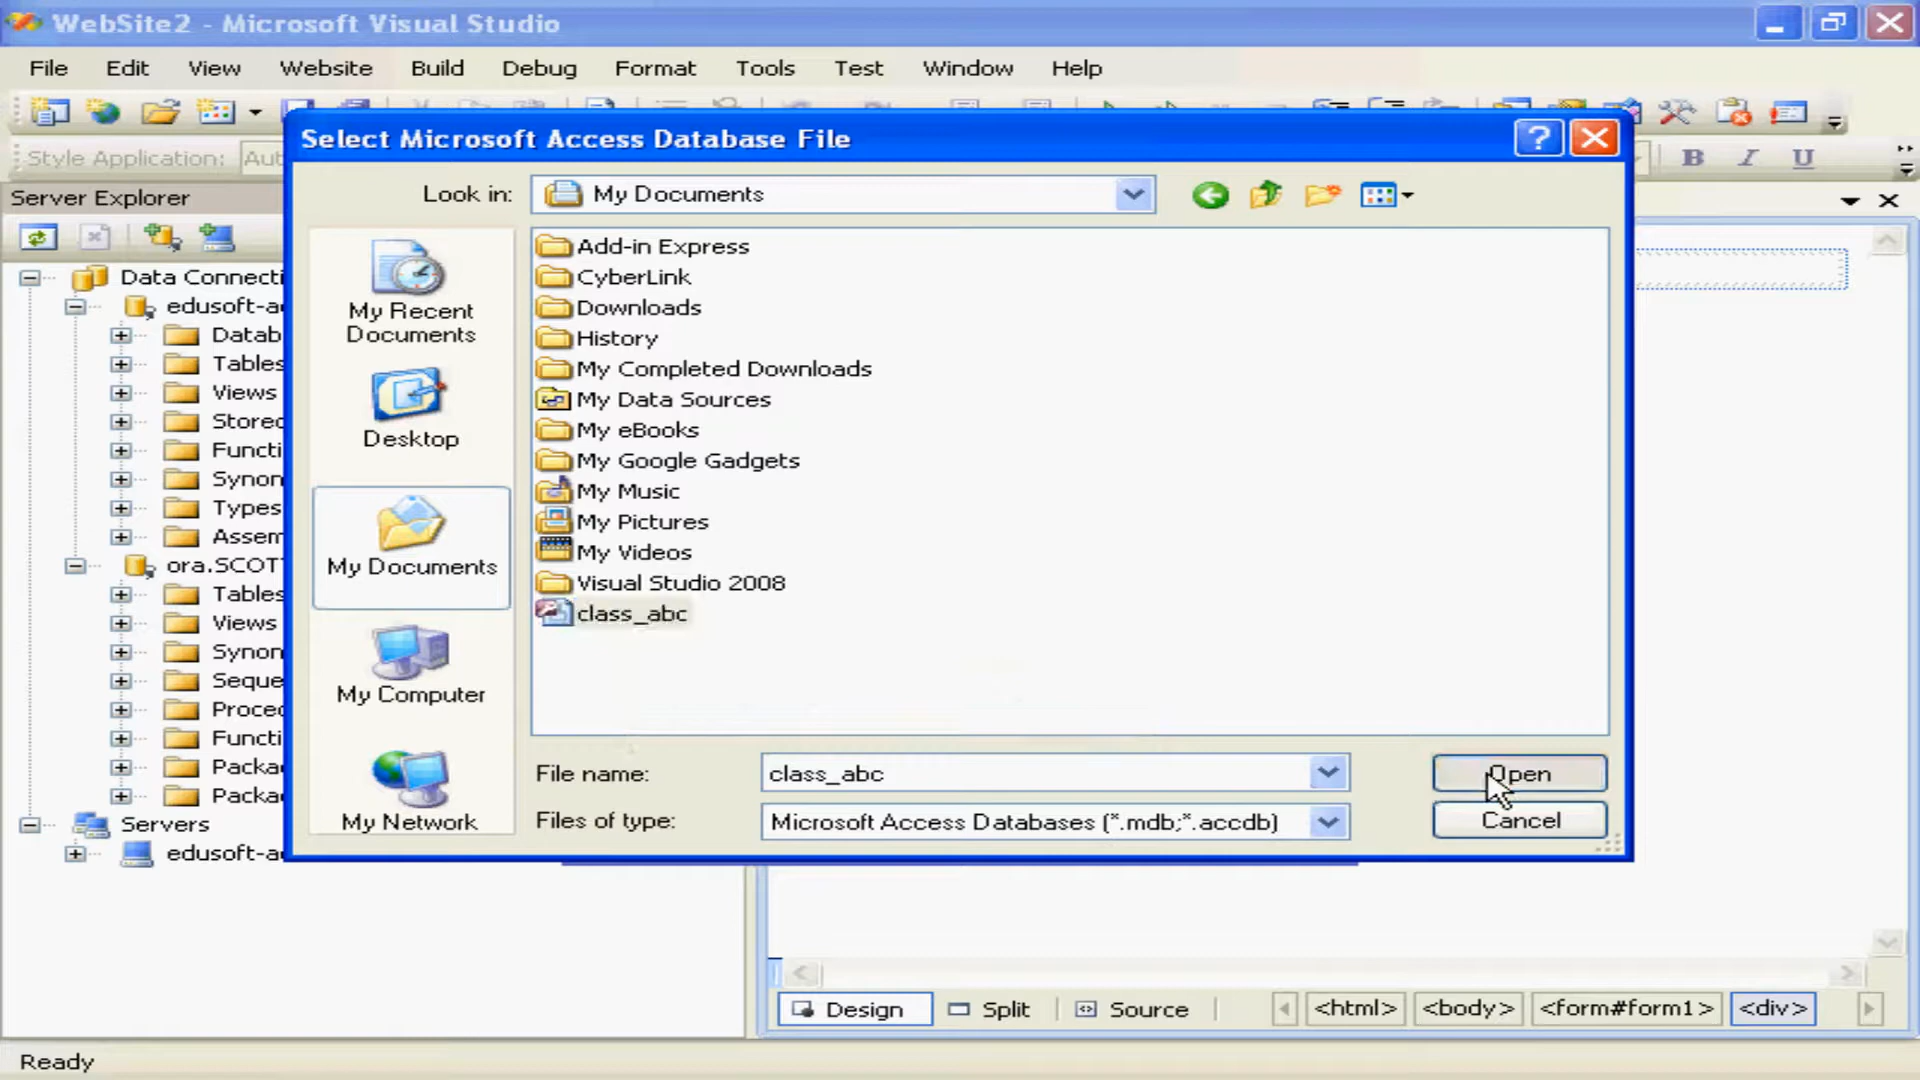 WebSite2 - Microsoft Visual Studio
File Edit View Website Build Debug Format Tools Test Window Help
Select Microsoft Access Database File
Style Application: Aut
B I U
Look in: My Documents
Server Explorer
Add-in Express
CyberLink
Downloads
History
My Completed Downloads
My Data Sources
My eBooks
My Google Gadgets
My Music
My Pictures
My Videos
Visual Studio 2008
class_abc
My Recent
Documents
Desktop
My Documents
My Computer
My Network
Data Connecti
edusoft-a
Datab
Tables
Views
Stored
Functi
Synon
Types
Assem
ora.SCOT
Tables
Views
Synon
Seque
Proced
Functi
Packa
Packa
Servers
edusoft-a
File name: class_abc
Open
Files of type: Microsoft Access Databases (*.mdb;*.accdb)
Cancel
Design Split Source <html> <body> <form#form1> <div>
Ready